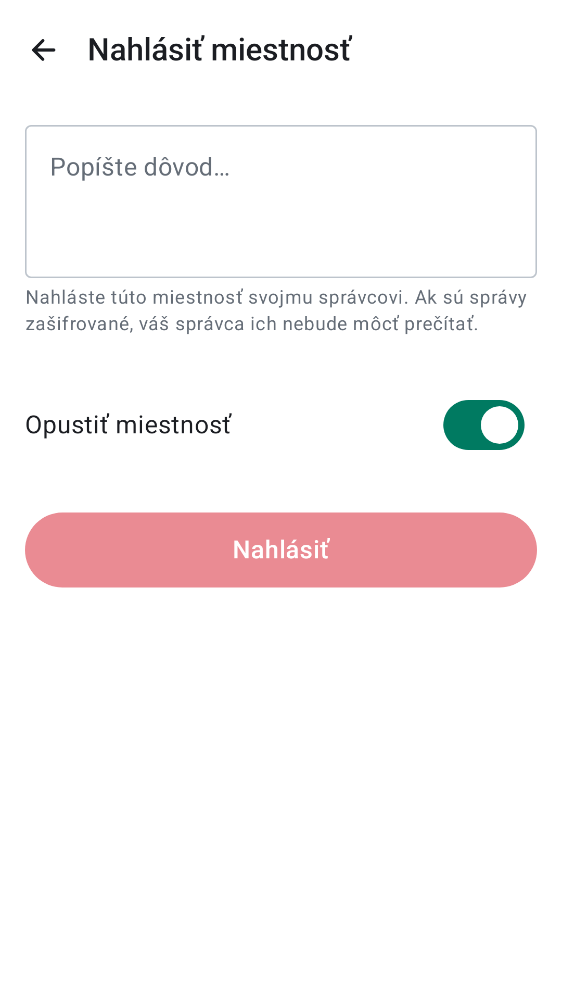 Nahlásiť miestnosť
Popíšte dôvod…
Nahláste túto miestnosť svojmu správcovi. Ak sú správy
zašifrované, váš správca ich nebude môcť prečítať.
Opustiť miestnosť
Nahlásiť